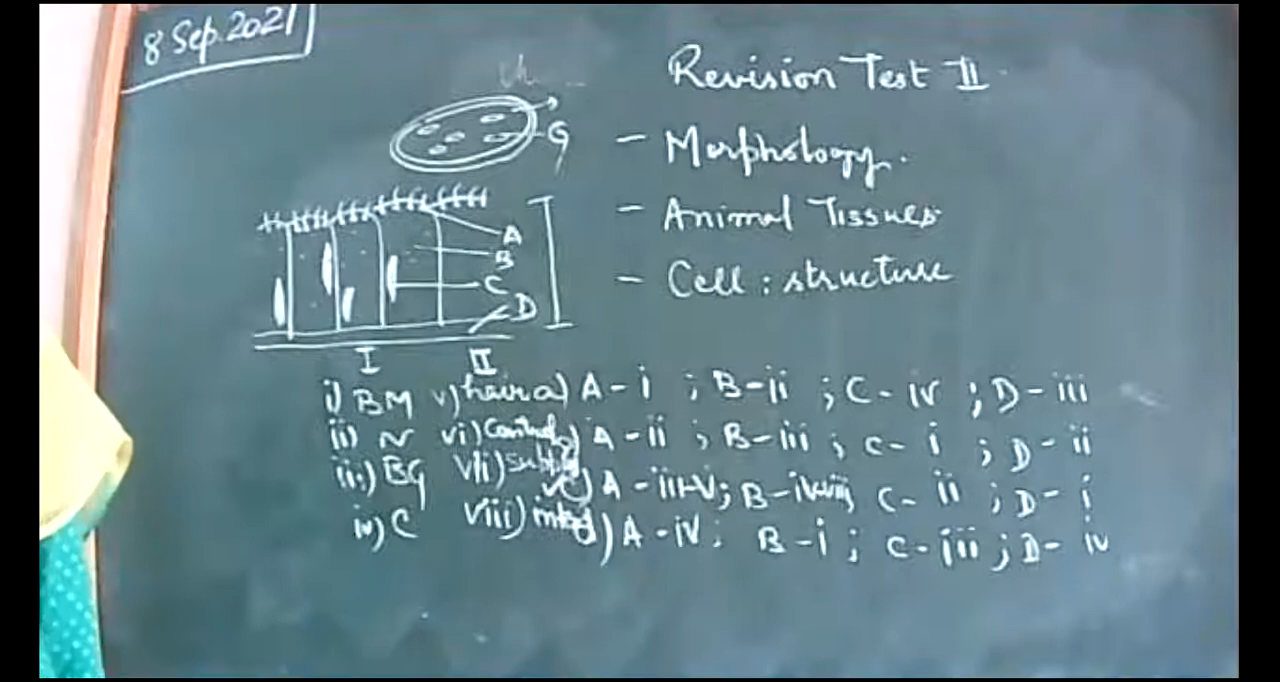 8 Sep. 2021
Revision Test II
- Morphology.
- Animal Tissues
- Cell : structure
G
A
B
C
D
I II
i) BM v) hair a) A - i ; B - ii ; C - iv ; D - iii
ii) N vi) A - ii ; B - iii ; C - i ; D - ii
iii) BG vii) A - iii+v; C - ii ; D - i
iv) C viii) d) A - iv ; B - i ; C - iii ; D - iv